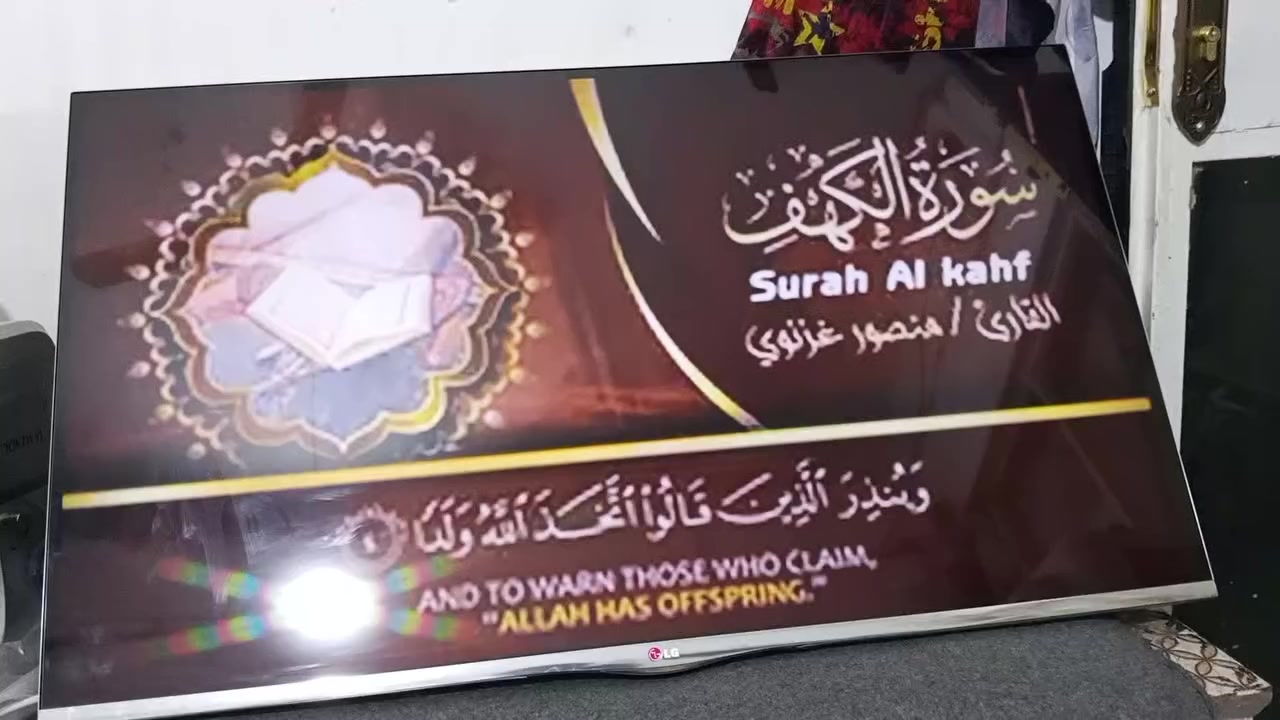 سُورَةُ الكَهْفِ
Surah Al kahf
القارئ / منصور غزنوي
وَيُنذِرَ الَّذِينَ قَالُوا اتَّخَذَ اللَّهُ وَلَدًا
AND TO WARN THOSE WHO CLAIM,
"ALLAH HAS OFFSPRING."
LG